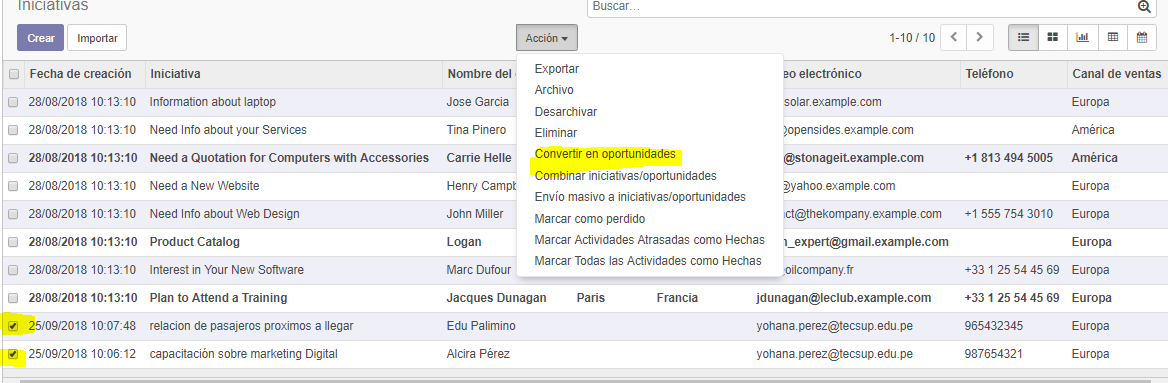 Iniciativas
Buscar...
Crear Importar Acción 1-10 / 10
Fecha de creación Iniciativa Nombre del eo electrónico Teléfono Canal de ventas
28/08/2018 10:13:10 Information about laptop Jose Garcia solar.example.com Europa
28/08/2018 10:13:10 Need Info about your Services Tina Pinero @opensides.example.com América
28/08/2018 10:13:10 Need a Quotation for Computers with Accessories Carrie Helle @stonageit.example.com +1 813 494 5005 América
28/08/2018 10:13:10 Need a New Website Henry Campb @yahoo.example.com Europa
28/08/2018 10:13:10 Need Info about Web Design John Miller act@thekompany.example.com +1 555 754 3010 Europa
28/08/2018 10:13:10 Product Catalog Logan n_expert@gmail.example.com Europa
28/08/2018 10:13:10 Interest in Your New Software Marc Dufour oilcompany.fr +33 1 25 54 45 69 Europa
28/08/2018 10:13:10 Plan to Attend a Training Jacques Dunagan Paris Francia jdunagan@leclub.example.com +33 1 25 54 45 69 Europa
25/09/2018 10:07:48 relacion de pasajeros proximos a llegar Edu Palimino yohana.perez@tecsup.edu.pe 965432345 Europa
25/09/2018 10:06:12 capacitación sobre marketing Digital Alcira Pérez yohana.perez@tecsup.edu.pe 987654321 Europa
Exportar
Archivo
Desarchivar
Eliminar
Convertir en oportunidades
Combinar iniciativas/oportunidades
Envío masivo a iniciativas/oportunidades
Marcar como perdido
Marcar Actividades Atrasadas como Hechas
Marcar Todas las Actividades como Hechas